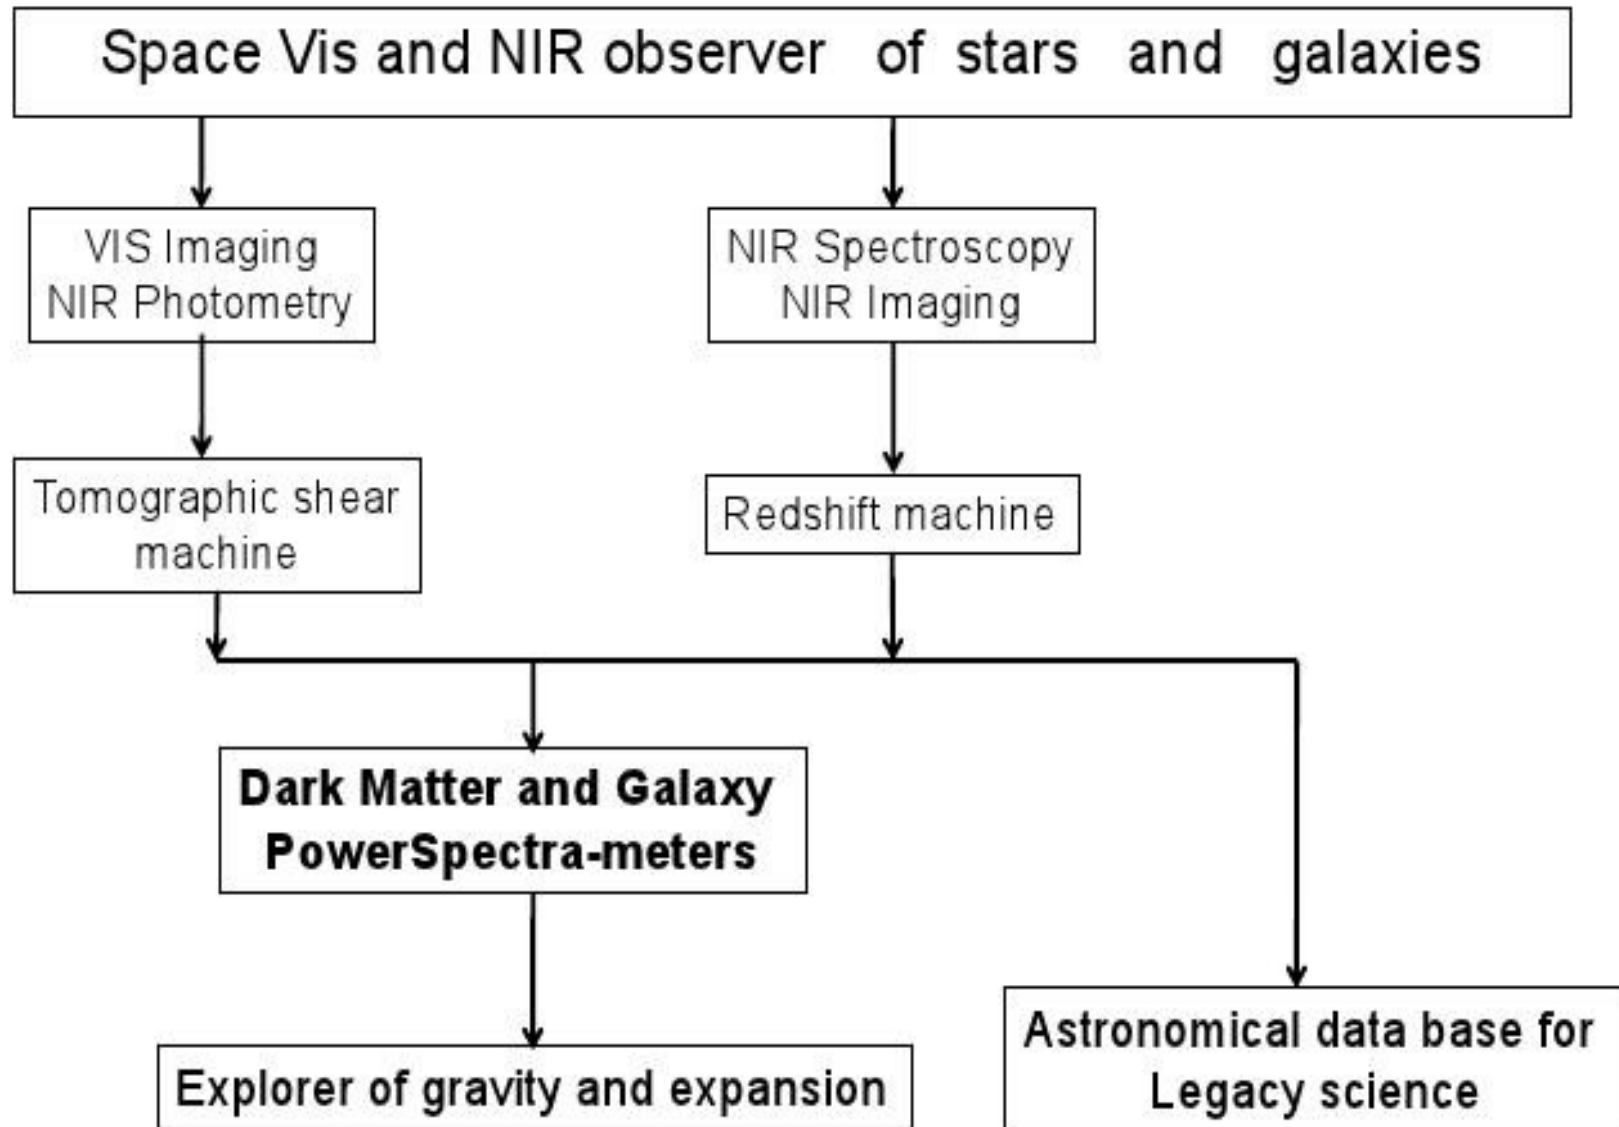 Space Vis and NIR observer of stars and galaxies
VIS Imaging
NIR Photometry
NIR Spectroscopy
NIR Imaging
Tomographic shear
machine
Redshift machine
Dark Matter and Galaxy
PowerSpectra-meters
Explorer of gravity and expansion
Astronomical data base for
Legacy science